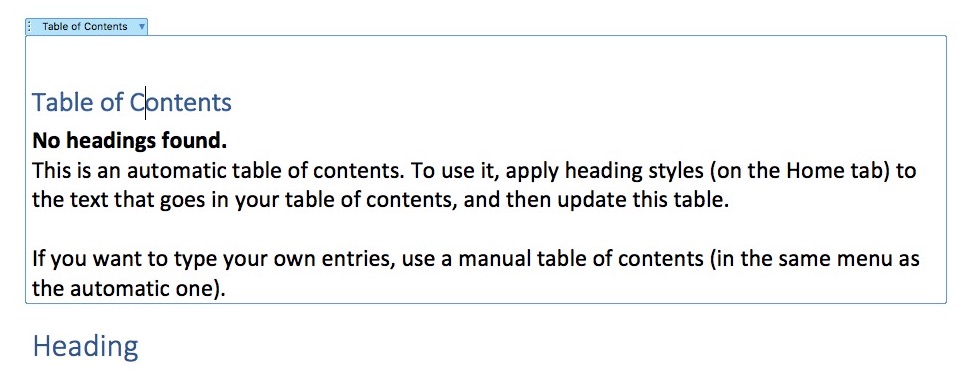 Table of Contents
Table of Contents
No headings found.
This is an automatic table of contents. To use it, apply heading styles (on the Home tab) to
the text that goes in your table of contents, and then update this table.
If you want to type your own entries, use a manual table of contents (in the same menu as
the automatic one).
Heading